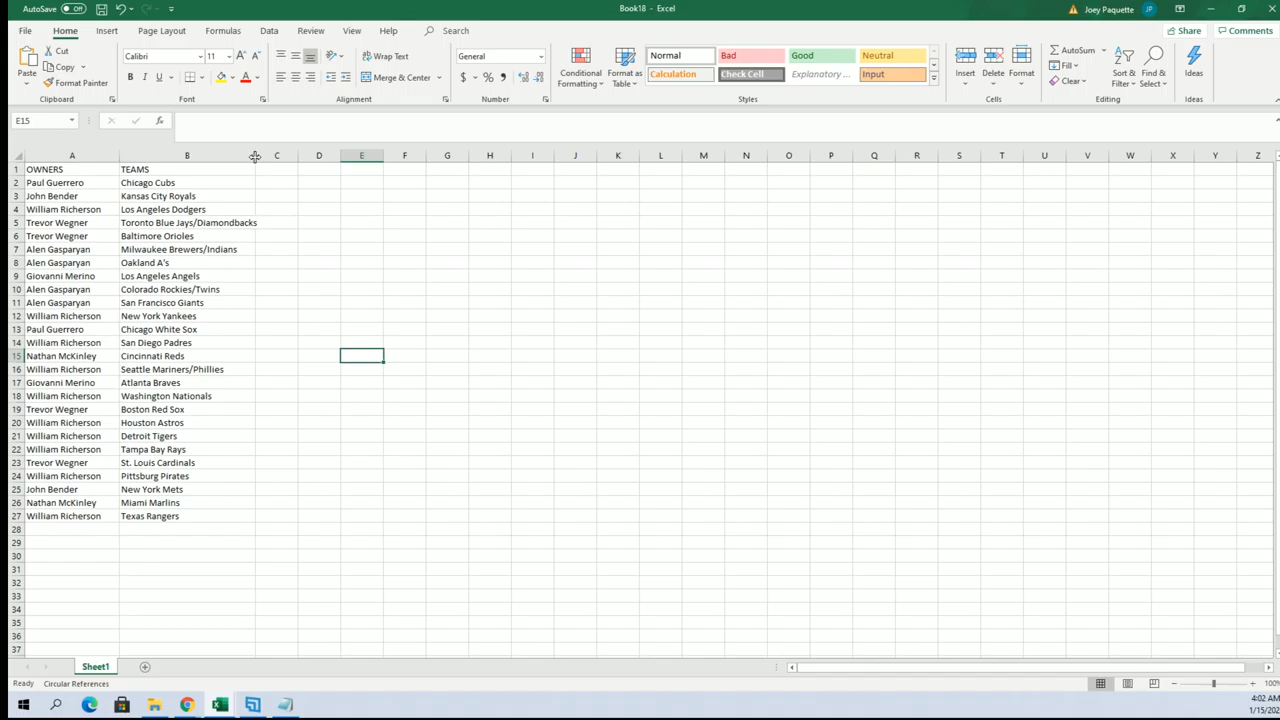 AutoSave Off Book18 - Excel Joey Paquette JP
File Home Insert Page Layout Formulas Data Review View Help Search Share Comments
Paste Cut Copy Format Painter Clipboard
Calibri 11 B I U A A Font
Wrap Text Merge & Center Alignment
General $ % Number
Conditional Formatting Format as Table Normal Bad Good Neutral Calculation Check Cell Explanatory ... Input Styles
Insert Delete Format Cells
AutoSum Fill Clear Sort & Filter Find & Select Editing
Ideas Ideas
E15 fx
A B C D E F G H I J K L M N O P Q R S T U V W X Y Z
1 OWNERS TEAMS
2 Paul Guerrero Chicago Cubs
3 John Bender Kansas City Royals
4 William Richerson Los Angeles Dodgers
5 Trevor Wegner Toronto Blue Jays/Diamondbacks
6 Trevor Wegner Baltimore Orioles
7 Alen Gasparyan Milwaukee Brewers/Indians
8 Alen Gasparyan Oakland A's
9 Giovanni Merino Los Angeles Angels
10 Alen Gasparyan Colorado Rockies/Twins
11 Alen Gasparyan San Francisco Giants
12 William Richerson New York Yankees
13 Paul Guerrero Chicago White Sox
14 William Richerson San Diego Padres
15 Nathan McKinley Cincinnati Reds
16 William Richerson Seattle Mariners/Phillies
17 Giovanni Merino Atlanta Braves
18 William Richerson Washington Nationals
19 Trevor Wegner Boston Red Sox
20 William Richerson Houston Astros
21 William Richerson Detroit Tigers
22 William Richerson Tampa Bay Rays
23 Trevor Wegner St. Louis Cardinals
24 William Richerson Pittsburg Pirates
25 John Bender New York Mets
26 Nathan McKinley Miami Marlins
27 William Richerson Texas Rangers
28
29
30
31
32
33
34
35
36
37
Sheet1
Ready Circular References 100%
4:02 AM
1/15/202